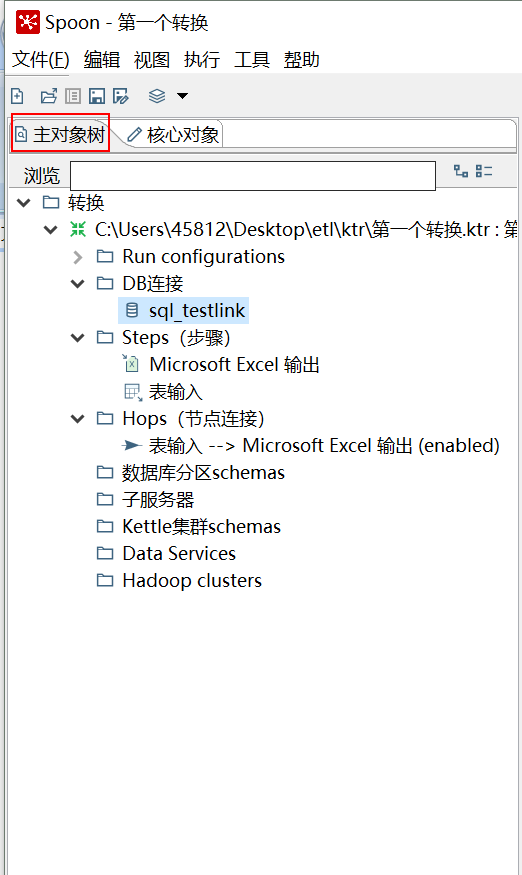 Spoon - 第一个转换
文件(F) 编辑 视图 执行 工具 帮助
主对象树 核心对象
浏览
转换
C:\Users\45812\Desktop\etl\ktr\第一个转换.ktr : 第
Run configurations
DB连接
sql_testlink
Steps（步骤）
Microsoft Excel 输出
表输入
Hops（节点连接）
表输入 --> Microsoft Excel 输出 (enabled)
数据库分区schemas
子服务器
Kettle集群schemas
Data Services
Hadoop clusters